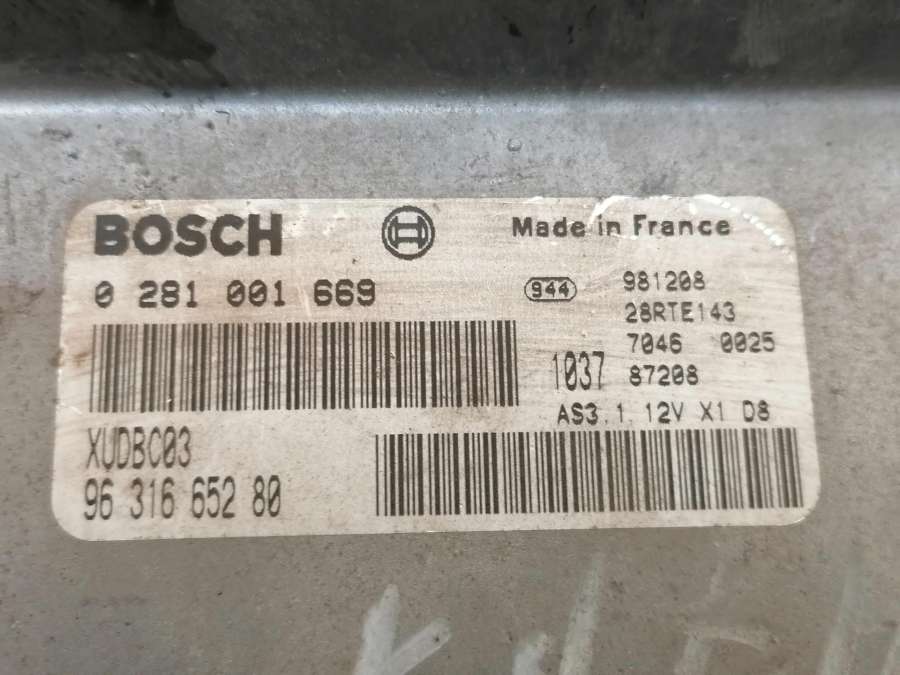 BOSCH
Made in France
0 281 001 669
944
981208
28RTE143
7046 0025
1037
87208
AS3.1.12V X1 D8
XUDBC03
96 316 652 80